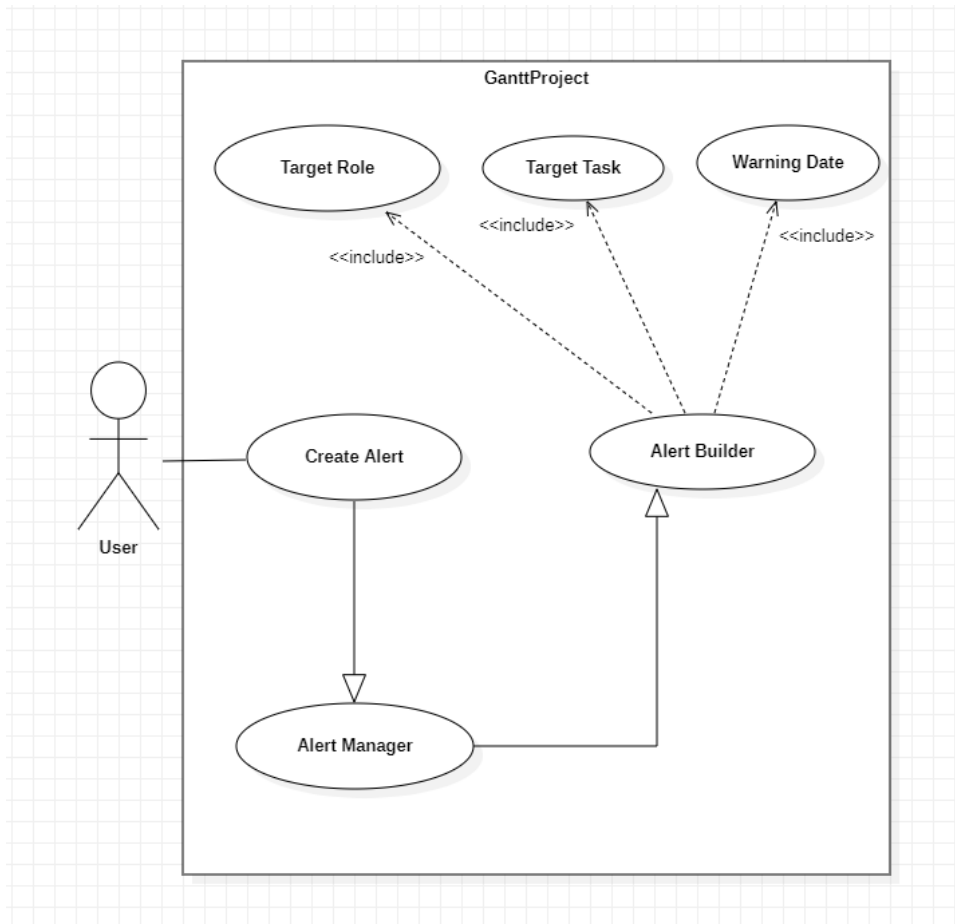 GanttProject
Target Role
Target Task
Warning Date
<<include>>
<<include>>
<<include>>
Create Alert
Alert Builder
User
Alert Manager